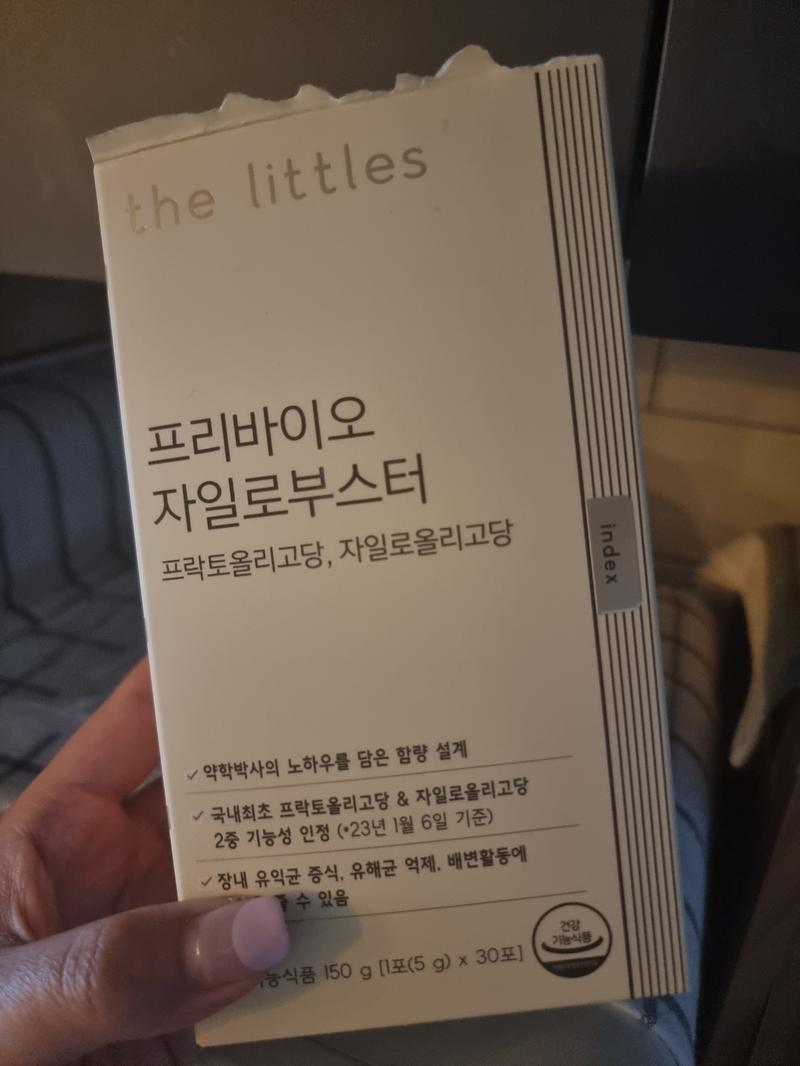 the littles
프리바이오
자일로부스터
프락토올리고당, 자일로올리고당
index
✓ 약학박사의 노하우를 담은 함량 설계
✓ 국내최초 프락토올리고당 & 자일로올리고당
2중 기능성 인정 (*23년 1월 6일 기준)
✓ 장내 유익균 증식, 유해균 억제, 배변활동에
줄 수 있음
능식품 150 g [1포(5 g) x 30포]
건강
기능식품